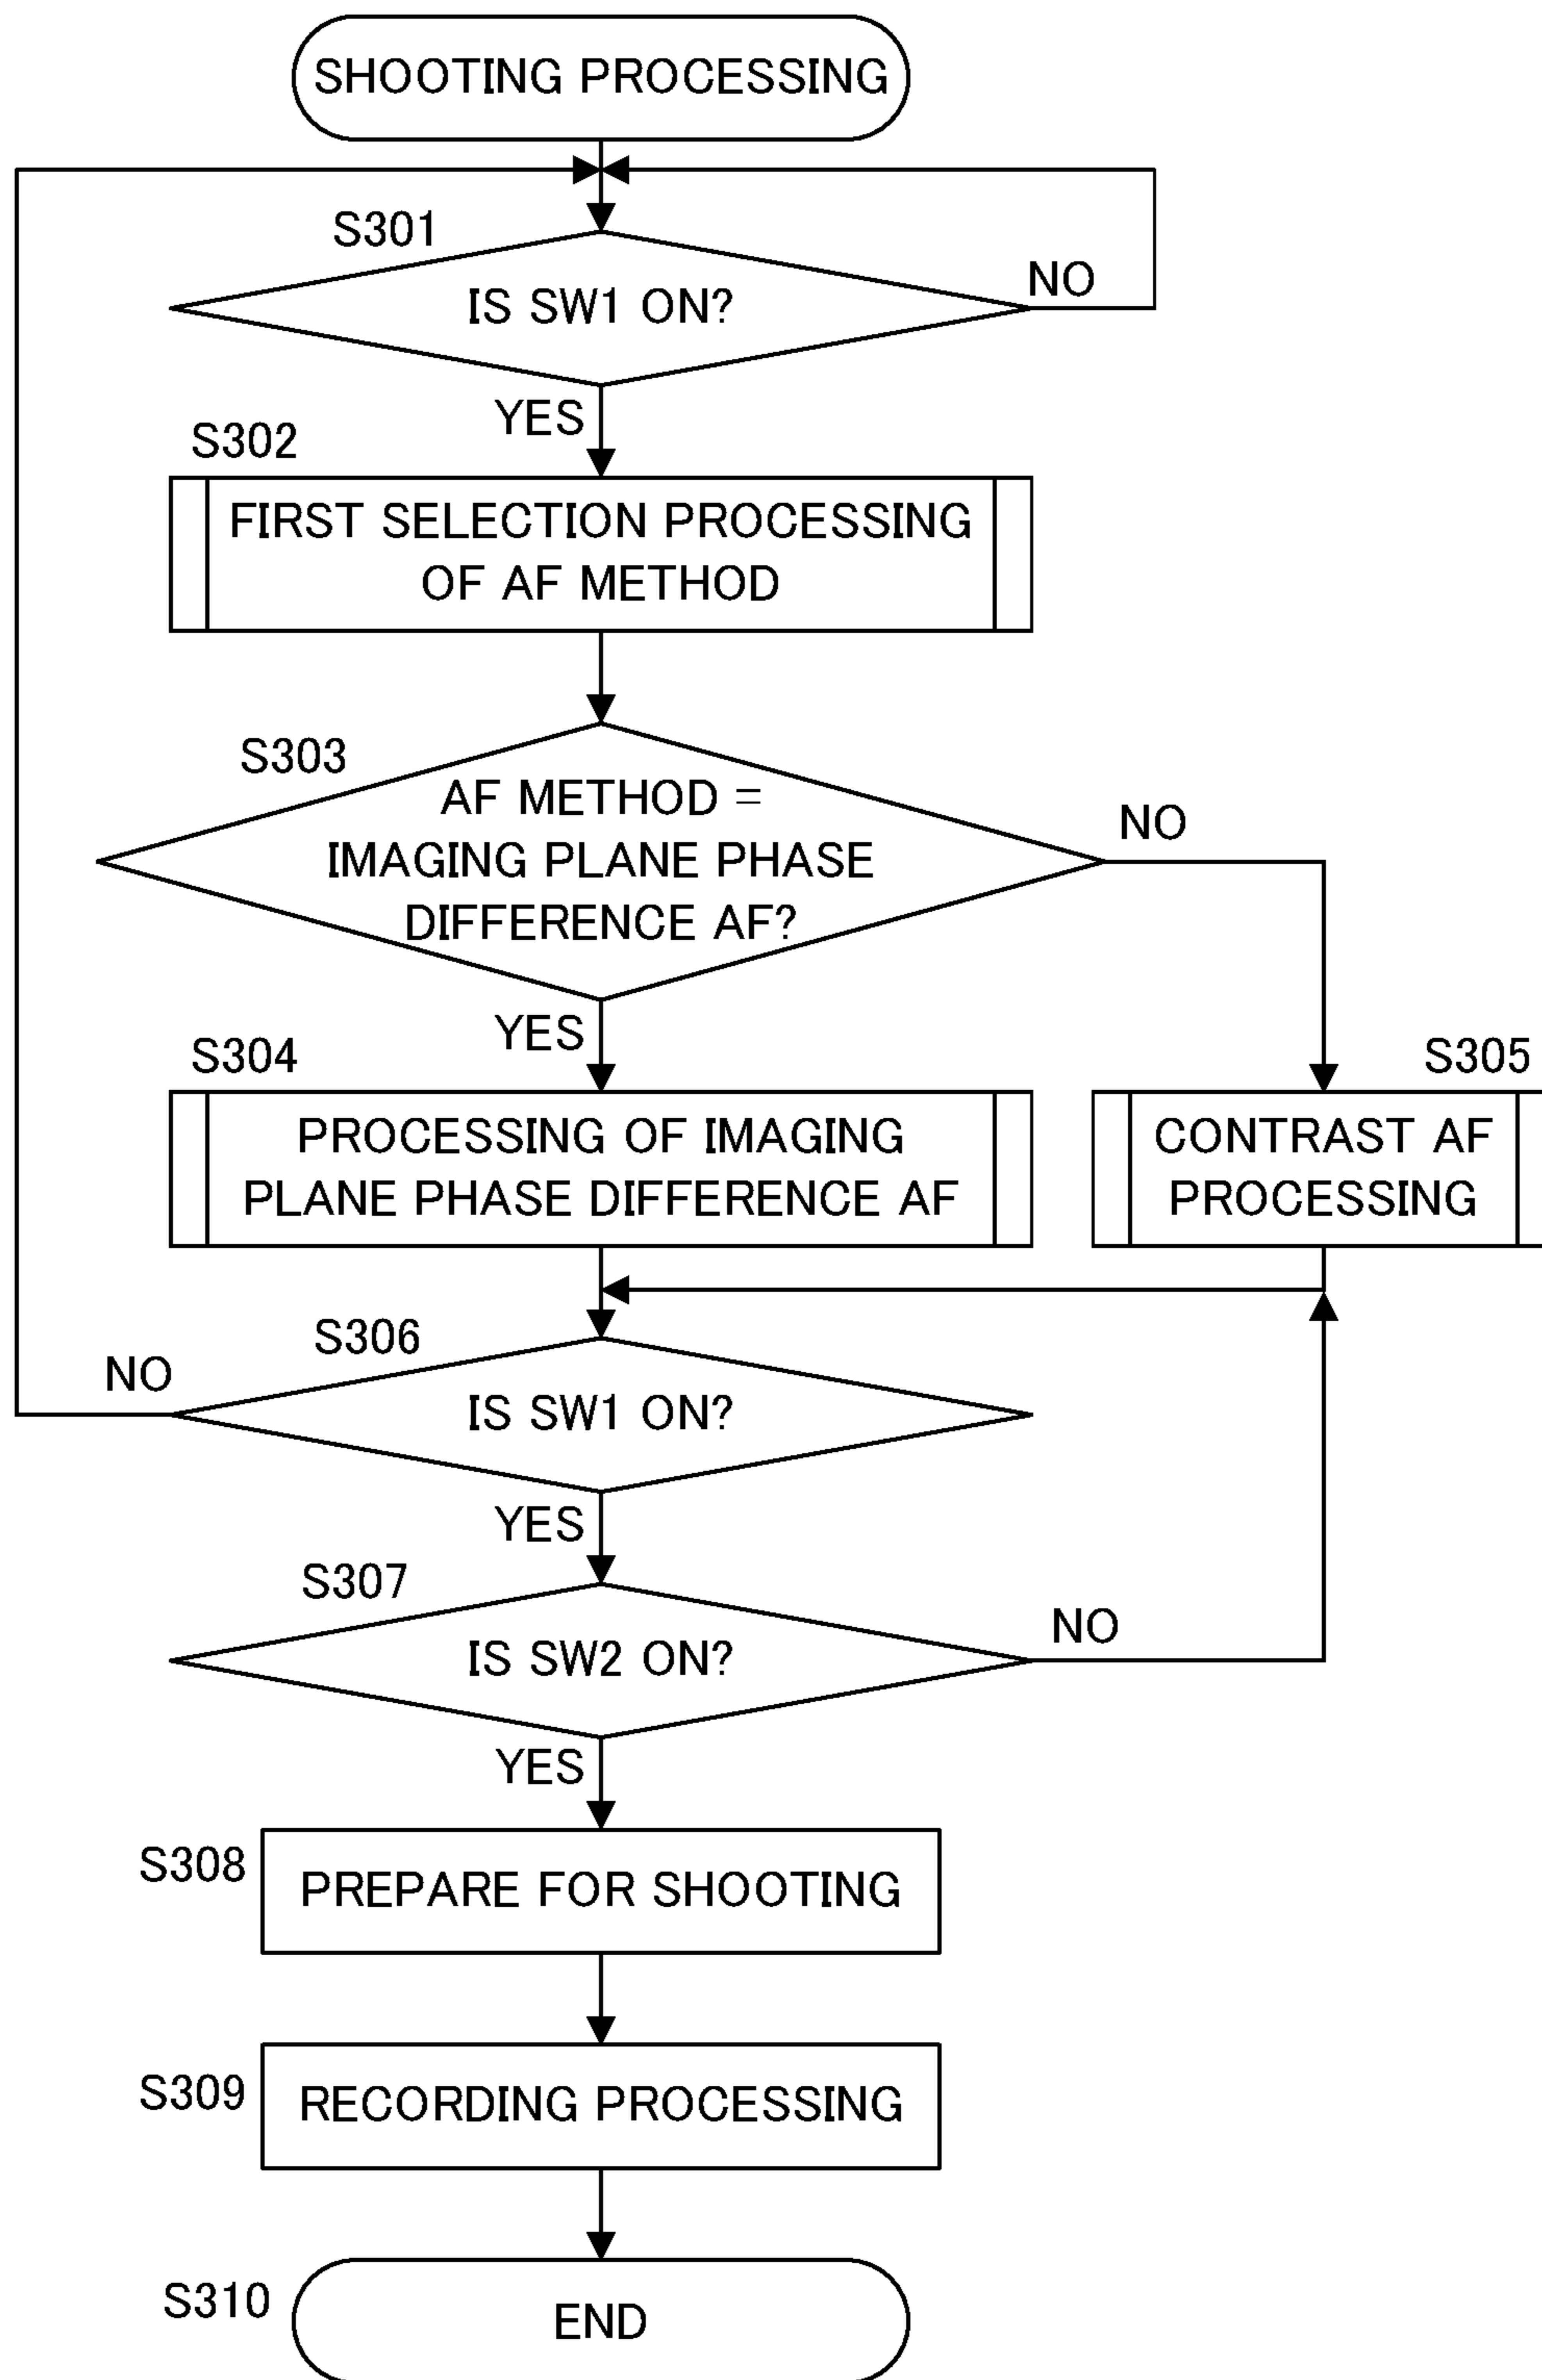 SHOOTING PROCESSING
S301
IS SW1 ON?
NO
YES
S302
FIRST SELECTION PROCESSING
OF AF METHOD
S303
AF METHOD =
IMAGING PLANE PHASE
DIFFERENCE AF?
NO
YES
S304
PROCESSING OF IMAGING
PLANE PHASE DIFFERENCE AF
S305
CONTRAST AF
PROCESSING
S306
NO
IS SW1 ON?
YES
S307
IS SW2 ON?
NO
YES
S308
PREPARE FOR SHOOTING
S309
RECORDING PROCESSING
S310
END